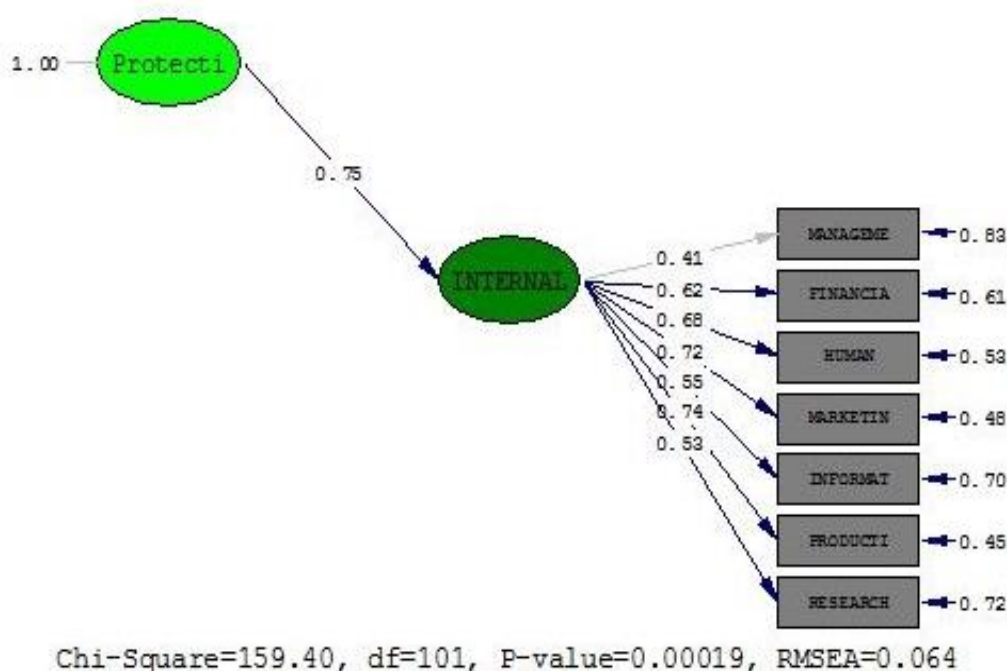 1.00
Protecti
0.75
INTERNAL
0.41
0.62
0.68
0.72
0.55
0.74
0.53
MANAGEME
0.83
FINANCIA
0.61
HUMAN
0.53
MARKETIN
0.48
INFORMAT
0.70
PRODUCTI
0.45
RESEARCH
0.72
Chi-Square=159.40, df=101, P-value=0.00019, RMSEA=0.064